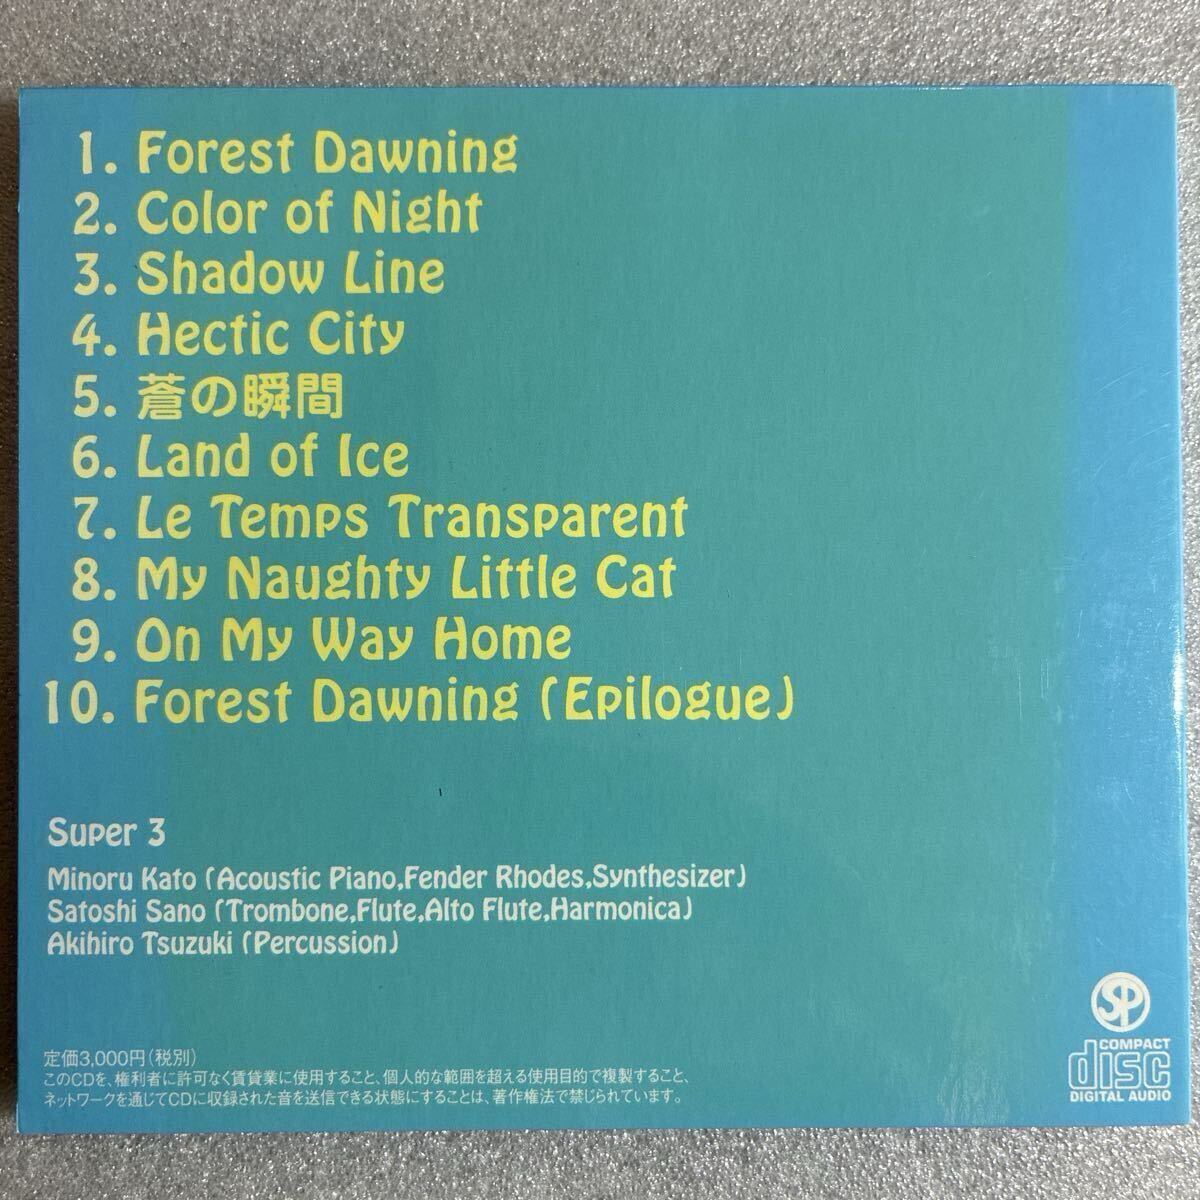 1. Forest Dawning
2. Color of Night
3. Shadow Line
4. Hectic City
5. 蒼の瞬間
6. Land of Ice
7. Le Temps Transparent
8. My Naughty Little Cat
9. On My Way Home
10. Forest Dawning (Epilogue)
Super 3
Minoru Kato (Acoustic Piano,Fender Rhodes,Synthesizer)
Satoshi Sano (Trombone,Flute,Alto Flute,Harmonica)
Akihiro Tsuzuki (Percussion)
定価3,000円(税別)
このCDを、権利者に許可なく賃貸業に使用すること、個人的な範囲を超える使用目的で複製すること、
ネットワークを通じてCDに収録された音を送信できる状態にすることは、著作権法で禁じられています。
SP
COMPACT
disc
DIGITAL AUDIO